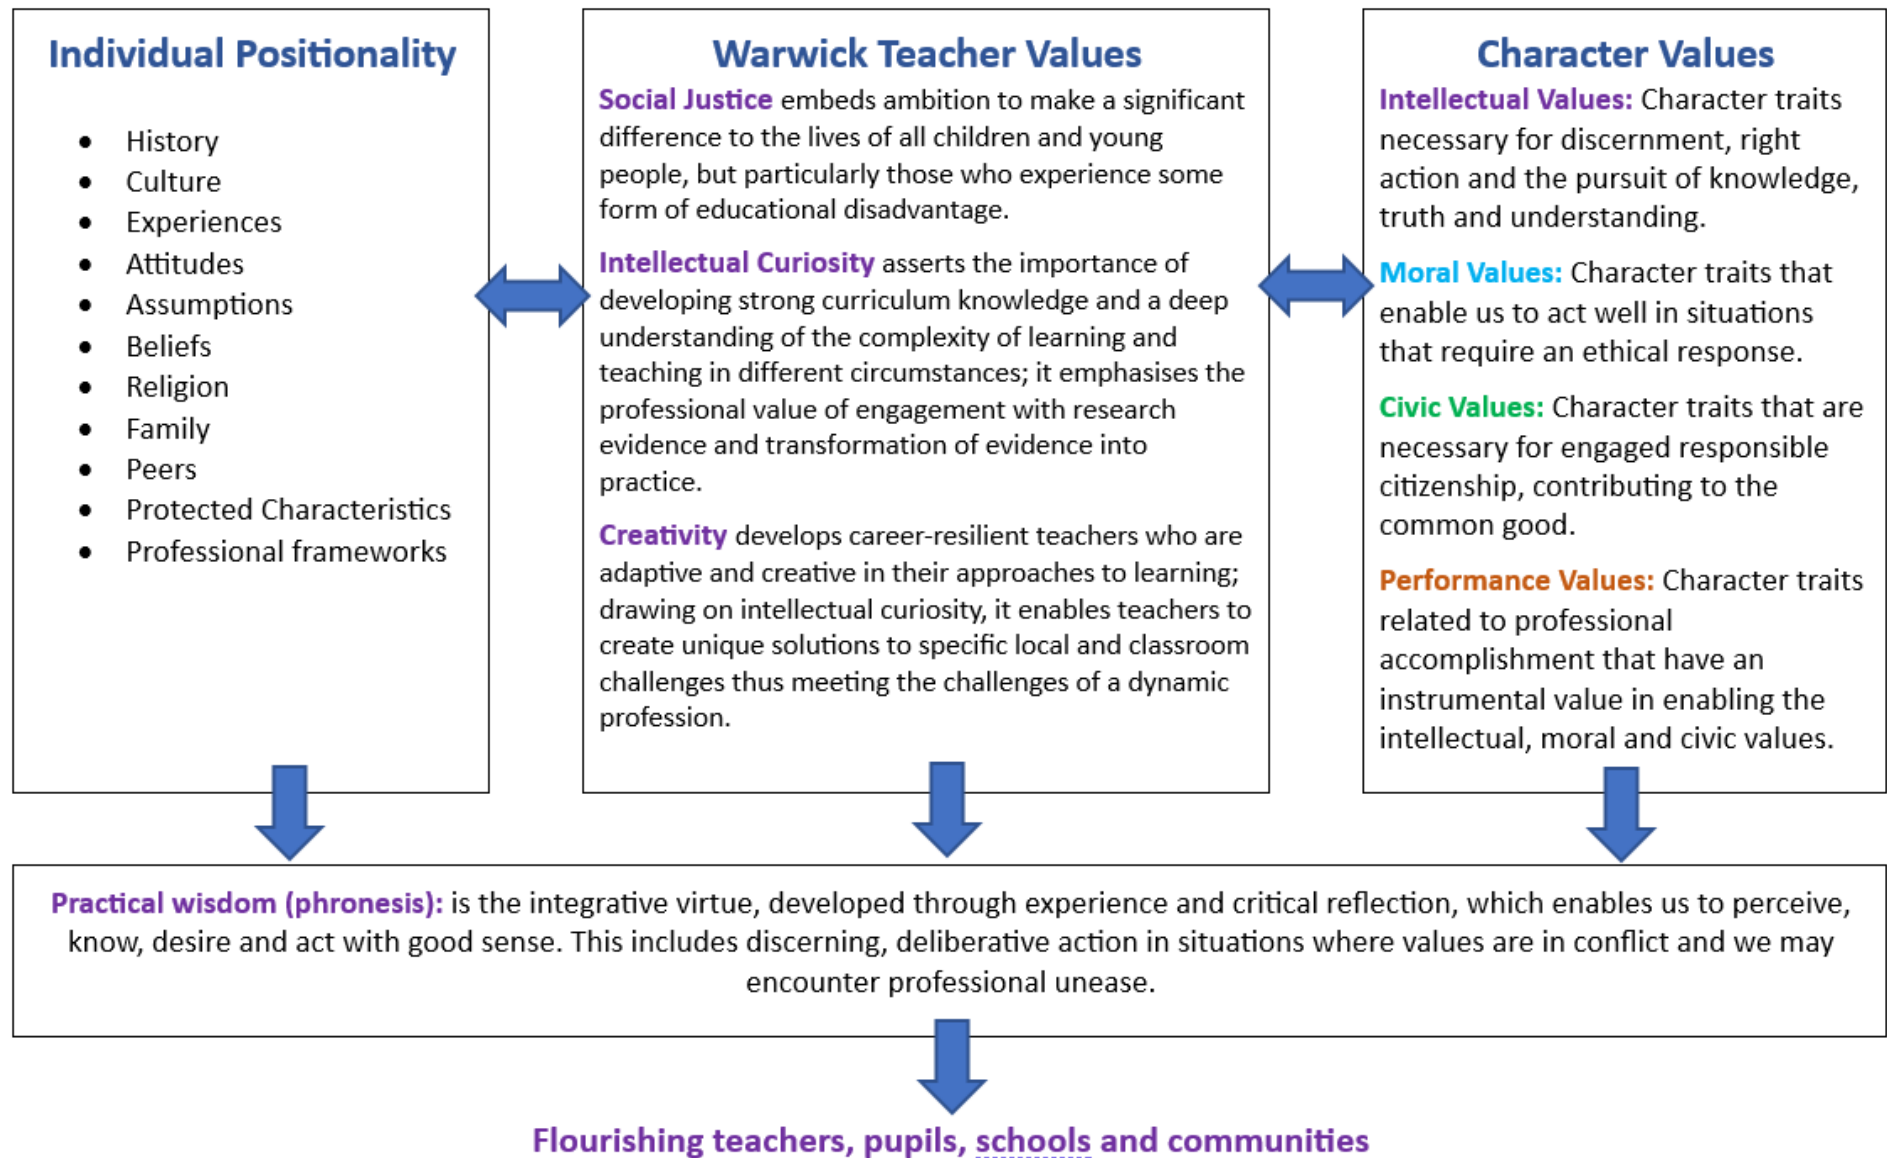 Individual Positionality
• History
• Culture
• Experiences
• Attitudes
• Assumptions
• Beliefs
• Religion
• Family
• Peers
• Protected Characteristics
• Professional frameworks
Warwick Teacher Values
Social Justice embeds ambition to make a significant
difference to the lives of all children and young
people, but particularly those who experience some
form of educational disadvantage.
Intellectual Curiosity asserts the importance of
developing strong curriculum knowledge and a deep
understanding of the complexity of learning and
teaching in different circumstances; it emphasises the
professional value of engagement with research
evidence and transformation of evidence into
practice.
Creativity develops career-resilient teachers who are
adaptive and creative in their approaches to learning;
drawing on intellectual curiosity, it enables teachers to
create unique solutions to specific local and classroom
challenges thus meeting the challenges of a dynamic
profession.
Character Values
Intellectual Values: Character traits
necessary for discernment, right
action and the pursuit of knowledge,
truth and understanding.
Moral Values: Character traits that
enable us to act well in situations
that require an ethical response.
Civic Values: Character traits that are
necessary for engaged responsible
citizenship, contributing to the
common good.
Performance Values: Character traits
related to professional
accomplishment that have an
instrumental value in enabling the
intellectual, moral and civic values.
Practical wisdom (phronesis): is the integrative virtue, developed through experience and critical reflection, which enables us to perceive,
know, desire and act with good sense. This includes discerning, deliberative action in situations where values are in conflict and we may
encounter professional unease.
Flourishing teachers, pupils, schools and communities